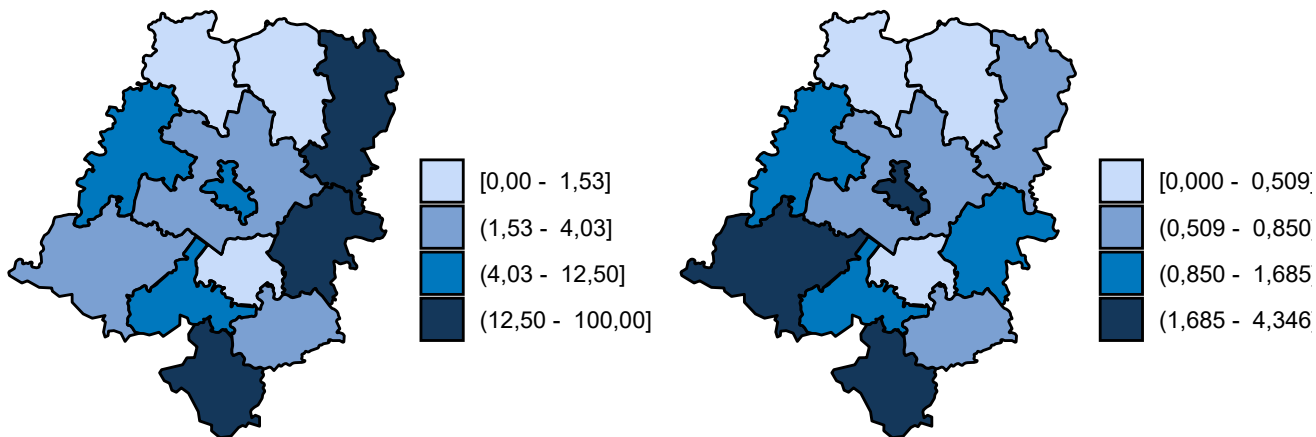 [0,00 - 1,53]
(1,53 - 4,03]
(4,03 - 12,50]
(12,50 - 100,00]
[0,000 - 0,509]
(0,509 - 0,850]
(0,850 - 1,685]
(1,685 - 4,346]